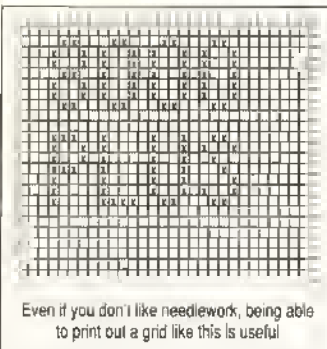 Even if you don't like needlework, being able
to print out a grid like this is useful